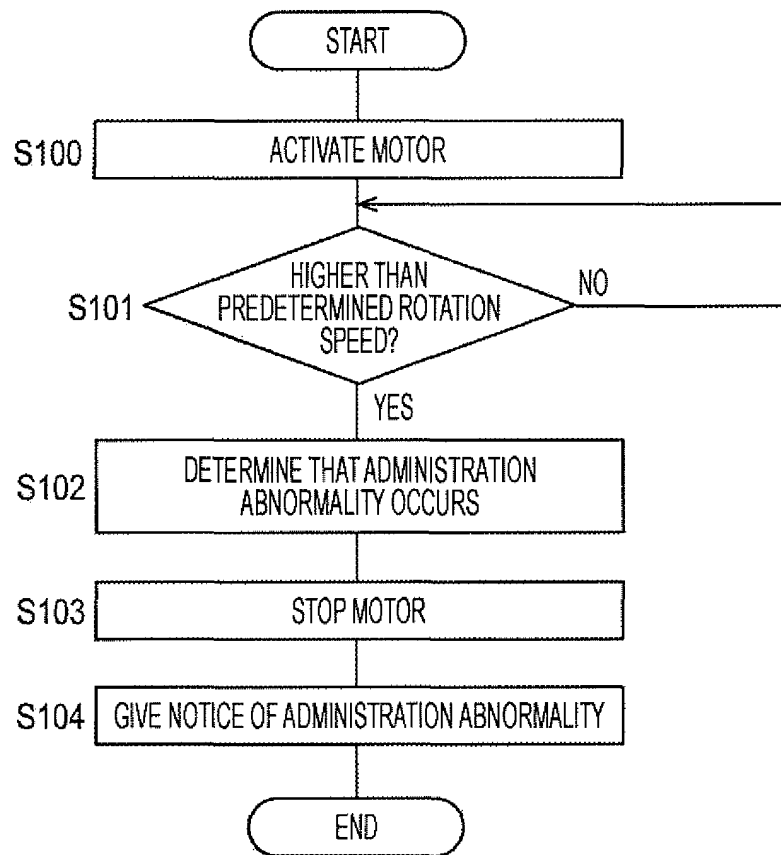 START
S100
ACTIVATE MOTOR
S101
HIGHER THAN
PREDETERMINED ROTATION
SPEED?
NO
YES
S102
DETERMINE THAT ADMINISTRATION
ABNORMALITY OCCURS
S103
STOP MOTOR
S104
GIVE NOTICE OF ADMINISTRATION ABNORMALITY
END